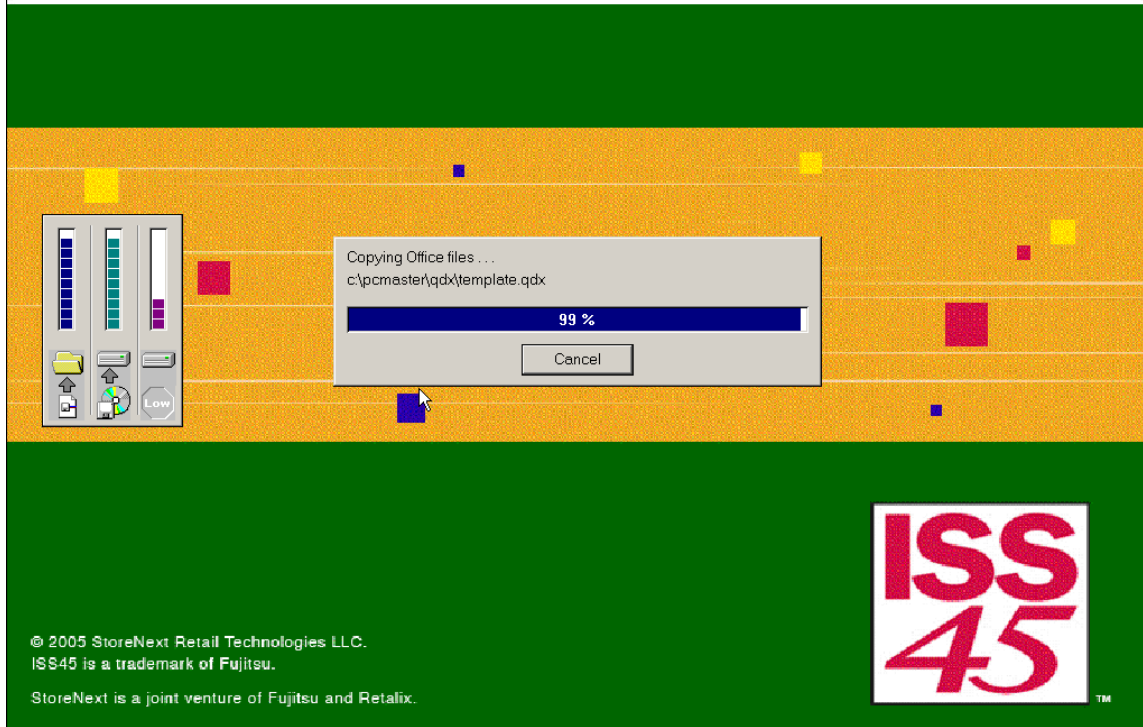 Copying Office files . . .
c:\pcmaster\qdx\template.qdx
99 %
Cancel
Low
ISS
45
TM
© 2005 StoreNext Retail Technologies LLC.
ISS45 is a trademark of Fujitsu.
StoreNext is a joint venture of Fujitsu and Retalix.